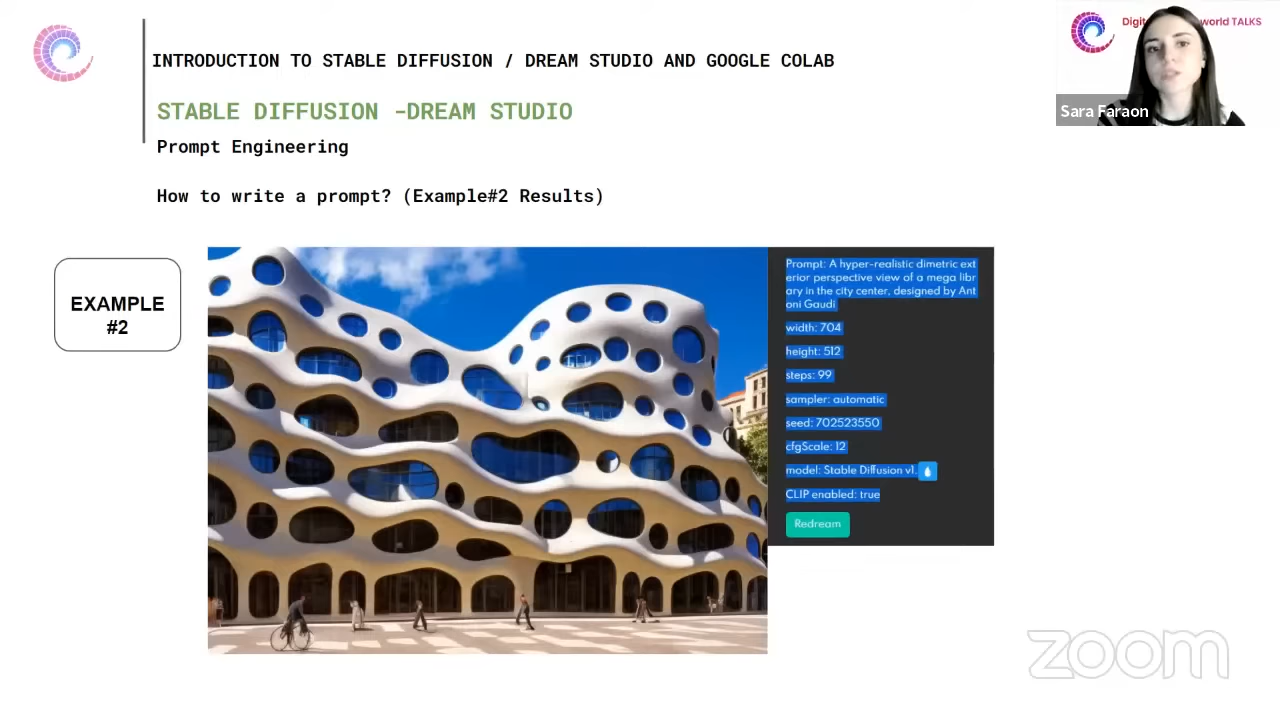 INTRODUCTION TO STABLE DIFFUSION / DREAM STUDIO AND GOOGLE COLAB
Digit world TALKS
Sara Faraon
STABLE DIFFUSION -DREAM STUDIO
Prompt Engineering
How to write a prompt? (Example#2 Results)
EXAMPLE
#2
Prompt: A hyper-realistic dimetric ext
erior perspective view of a mega libr
ary in the city center, designed by Ant
oni Gaudi
width: 704
height: 512
steps: 99
sampler: automatic
seed: 702523550
cfgScale: 12
model: Stable Diffusion v1.
CLIP enabled: true
Redream
zoom